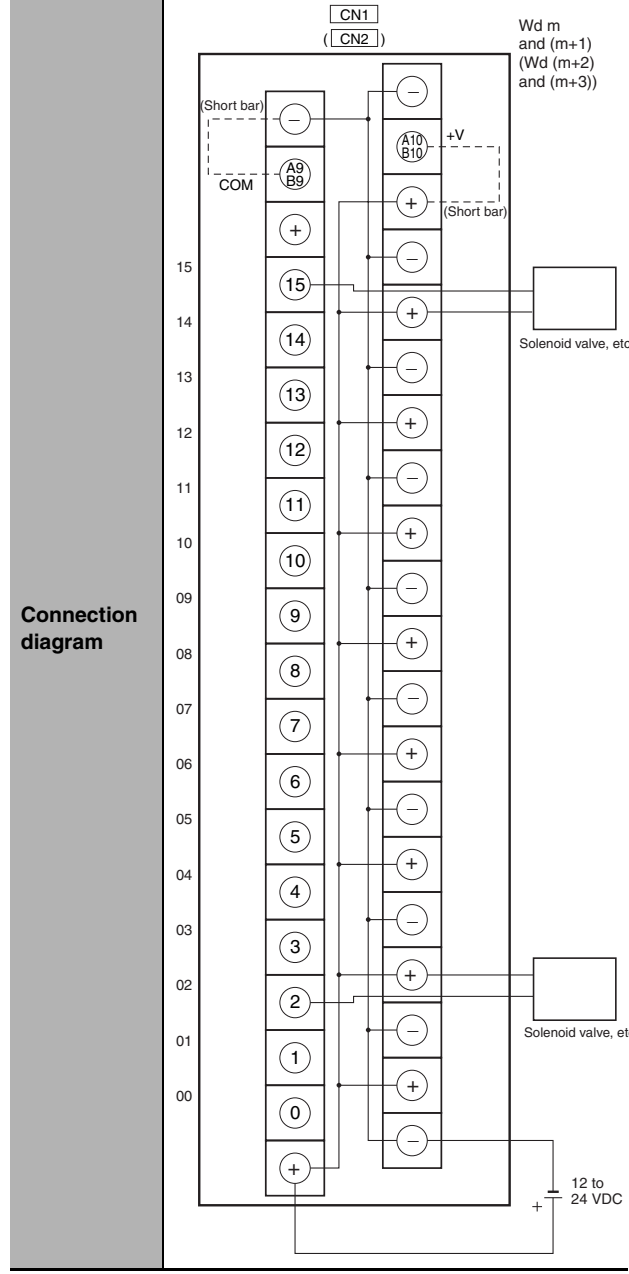 CN1
( CN2 )
Wd m
and (m+1)
(Wd (m+2)
and (m+3))
(Short bar)
−
−
A9
B9
COM
A10
B10
+V
+
(Short bar)
+
−
15
15
+
Solenoid valve, etc
14
14
−
13
13
+
12
12
−
11
11
+
10
10
−
09
9
+
08
8
−
07
7
+
06
6
−
05
5
+
04
4
−
03
3
+
02
2
−
Solenoid valve, et
01
1
+
00
0
−
+
12 to
24 VDC
+
Connection
diagram